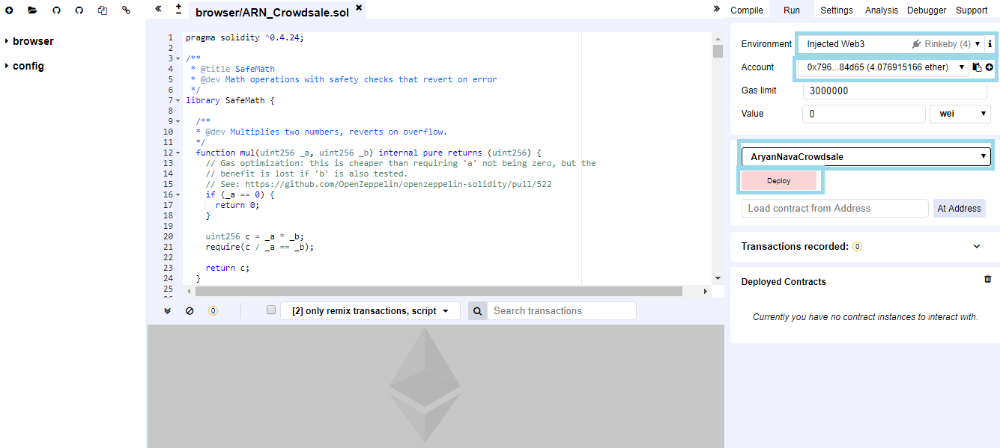 browser/ARN_Crowdsale.sol
Compile Run Settings Analysis Debugger Support
browser
config
1 pragma solidity ^0.4.24;
2
3 /**
4 * @title SafeMath
5 * @dev Math operations with safety checks that revert on error
6 */
7 library SafeMath {
8
9 /**
10 * @dev Multiplies two numbers, reverts on overflow.
11 */
12 function mul(uint256 _a, uint256 _b) internal pure returns (uint256) {
13 // Gas optimization: this is cheaper than requiring 'a' not being zero, but the
14 // benefit is lost if 'b' is also tested.
15 // See: https://github.com/OpenZeppelin/openzeppelin-solidity/pull/522
16 if (_a == 0) {
17 return 0;
18 }
19
20 uint256 c = _a * _b;
21 require(c / _a == _b);
22
23 return c;
24 }
25
0
[2] only remix transactions, script
Search transactions
Environment Injected Web3 Rinkeby (4)
Account 0x796...84d65 (4.076915166 ether)
Gas limit 3000000
Value 0 wei
AryanNavaCrowdsale
Deploy
Load contract from Address At Address
Transactions recorded: 0
Deployed Contracts
Currently you have no contract instances to interact with.